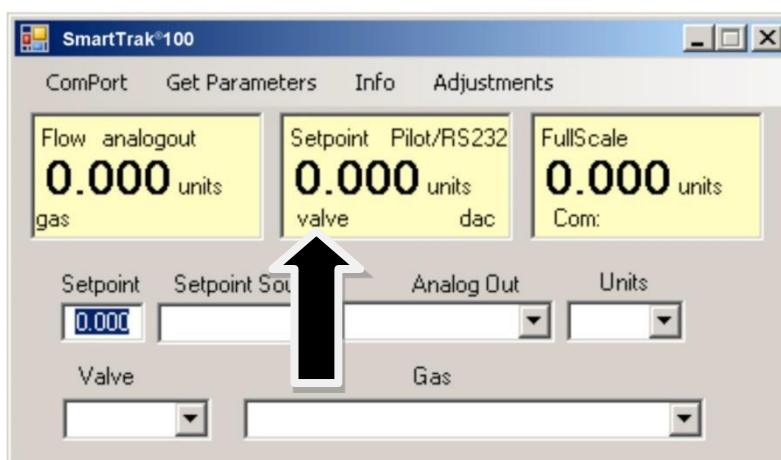 SmartTrak®100
ComPort Get Parameters Info Adjustments
Flow analogout
0.000 units
gas
Setpoint Pilot/RS232
0.000 units
valve dac
FullScale
0.000 units
Com:
Setpoint Setpoint Analog Out Units
0.000
Valve Gas